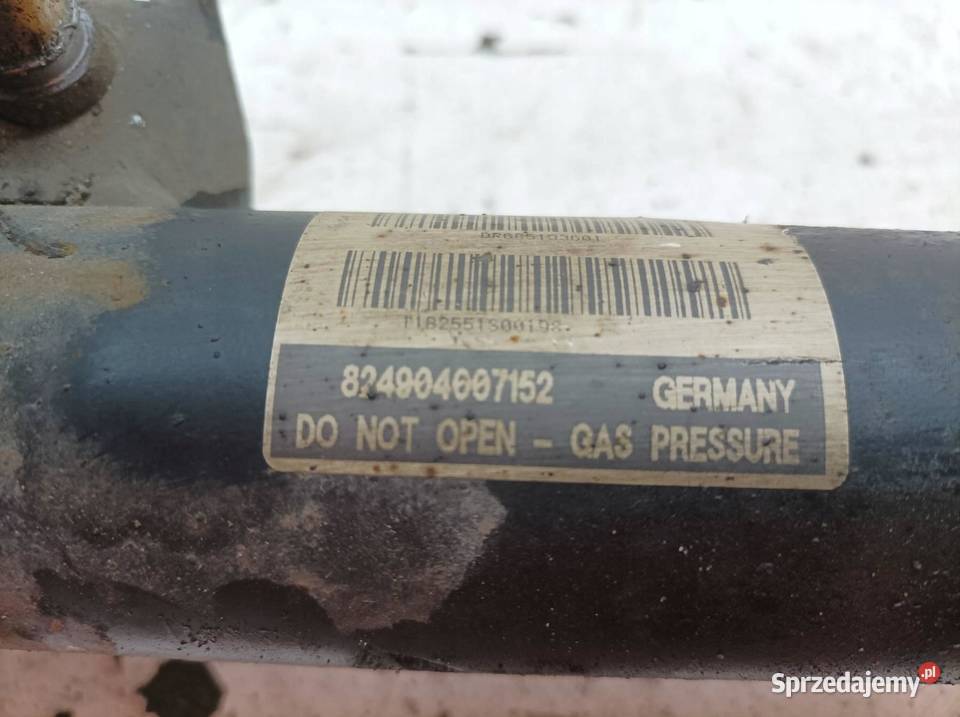 824904007152 GERMANY
DO NOT OPEN - GAS PRESSURE
Sprzedajemy.pl